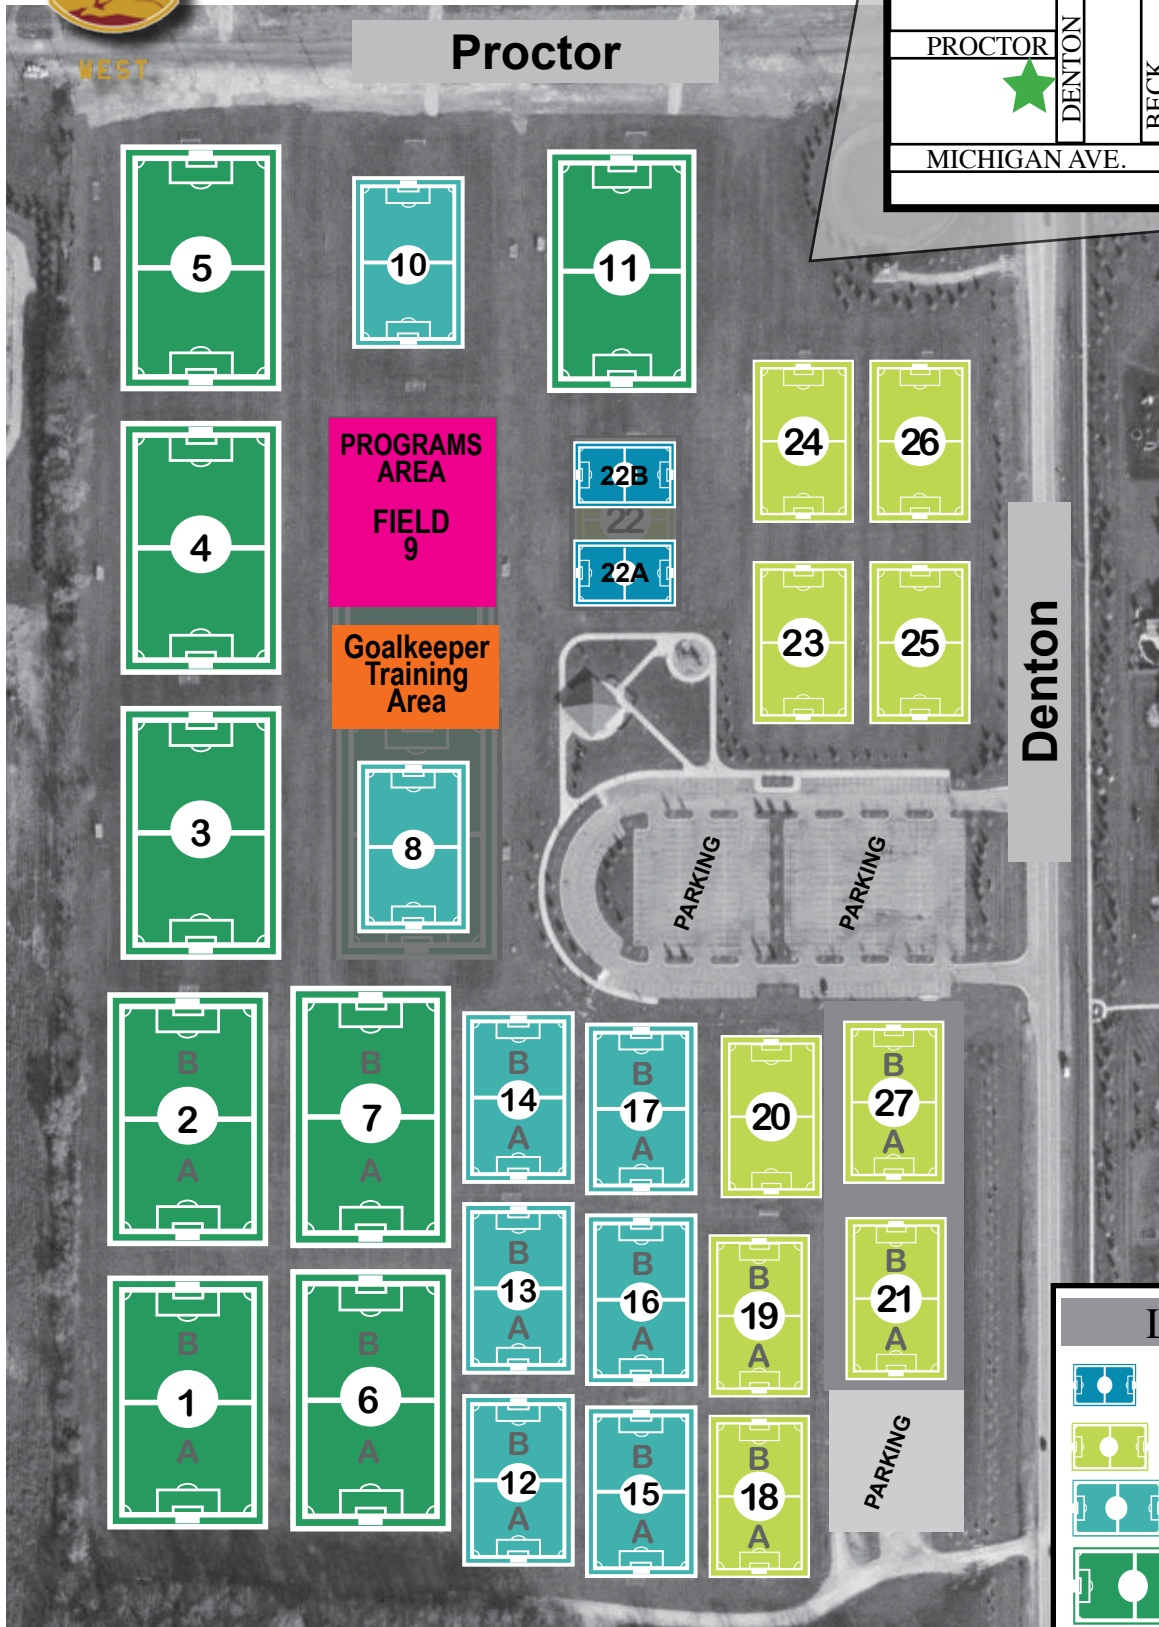 WEST
Proctor
PROCTOR
DENTON
BECK
MICHIGAN AVE.
5
10
11
24
26
PROGRAMS
AREA
FIELD
9
22B
22
22A
4
23
25
Goalkeeper
Training
Area
Denton
3
8
PARKING
PARKING
B
2
A
B
7
A
B
14
A
B
17
A
20
B
27
A
B
13
A
B
16
A
B
19
A
B
21
A
B
1
A
B
6
A
B
12
A
B
15
A
B
18
A
PARKING